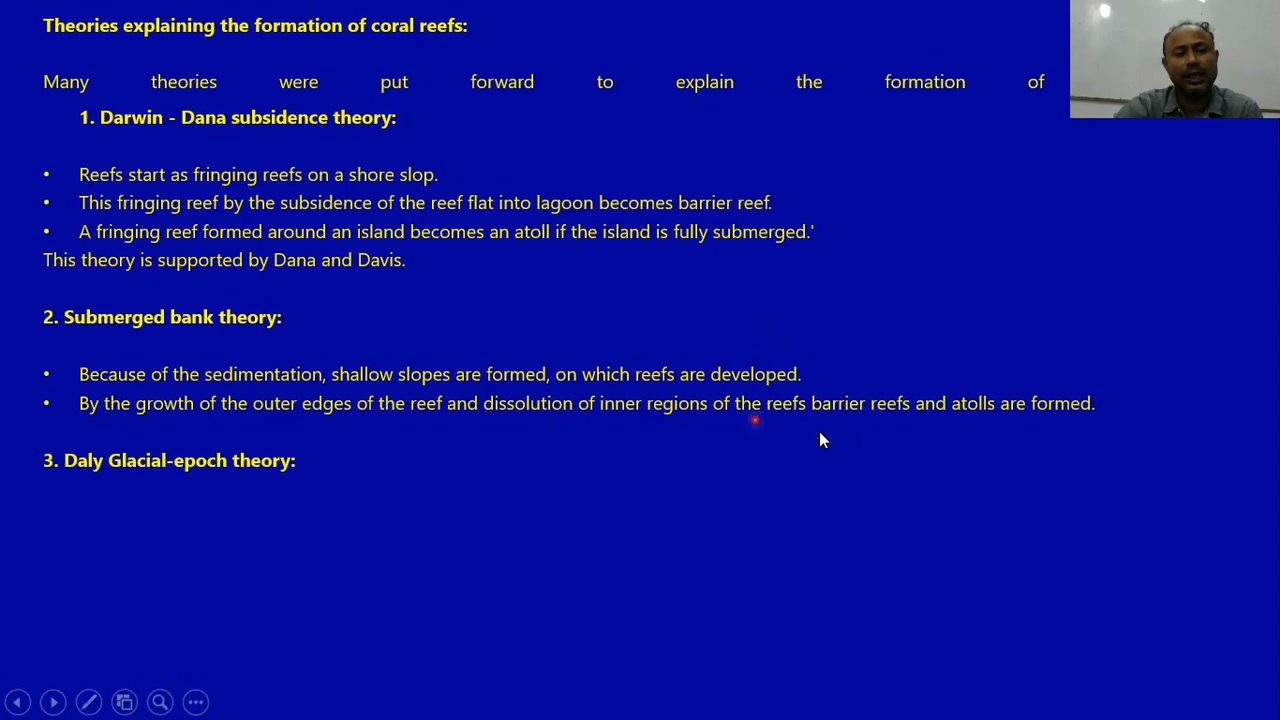 Theories explaining the formation of coral reefs:
Many theories were put forward to explain the formation of
1. Darwin - Dana subsidence theory:
• Reefs start as fringing reefs on a shore slop.
• This fringing reef by the subsidence of the reef flat into lagoon becomes barrier reef.
• A fringing reef formed around an island becomes an atoll if the island is fully submerged.'
This theory is supported by Dana and Davis.
2. Submerged bank theory:
• Because of the sedimentation, shallow slopes are formed, on which reefs are developed.
• By the growth of the outer edges of the reef and dissolution of inner regions of the reefs barrier reefs and atolls are formed.
3. Daly Glacial-epoch theory: